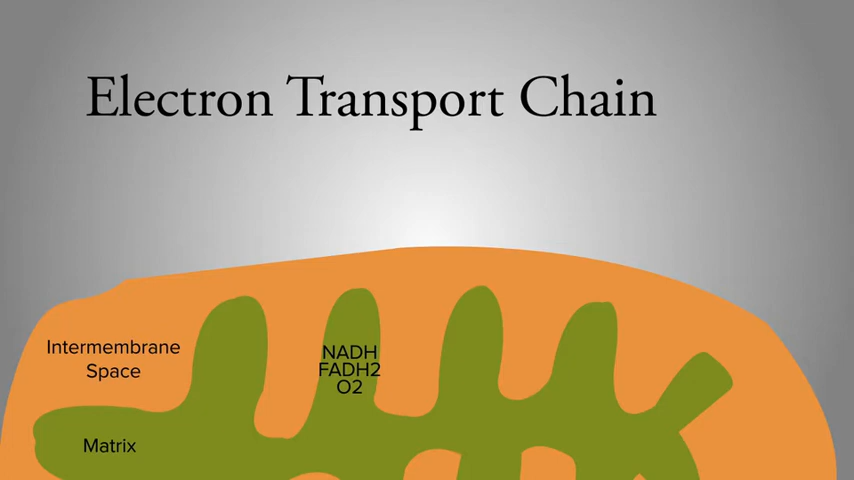 Electron Transport Chain
Intermembrane
Space
NADH
FADH2
O2
Matrix